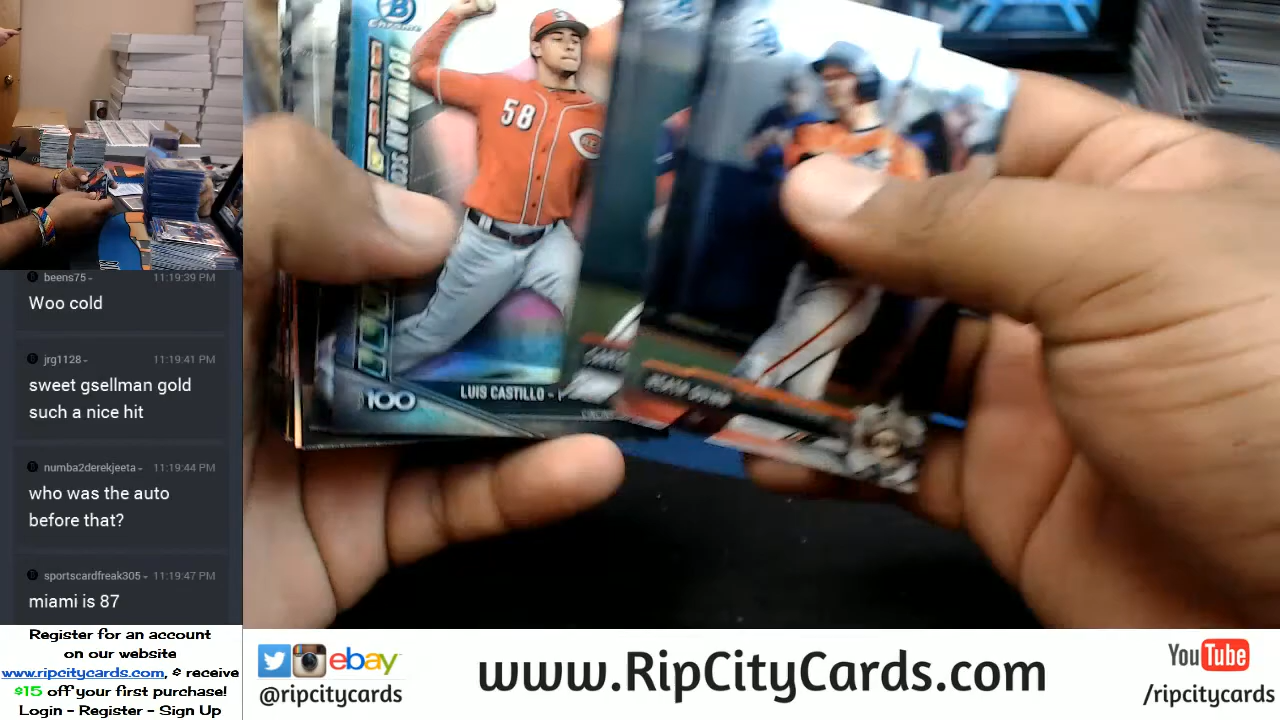 Chrome
BOWMAN SCO
58
LUIS CASTILLO -
100
beens75 - 11:19:39 PM
Woo cold
jrg1128 - 11:19:41 PM
sweet gsellman gold
such a nice hit
numba2derekjeeta - 11:19:44 PM
who was the auto
before that?
sportscardfreak305 - 11:19:47 PM
miami is 87
Register for an account
on our website
www.ripcitycards.com, & receive
$15 off your first purchase!
Login - Register - Sign Up
ebay
@ripcitycards
www.RipCityCards.com
YouTube
/ripcitycards